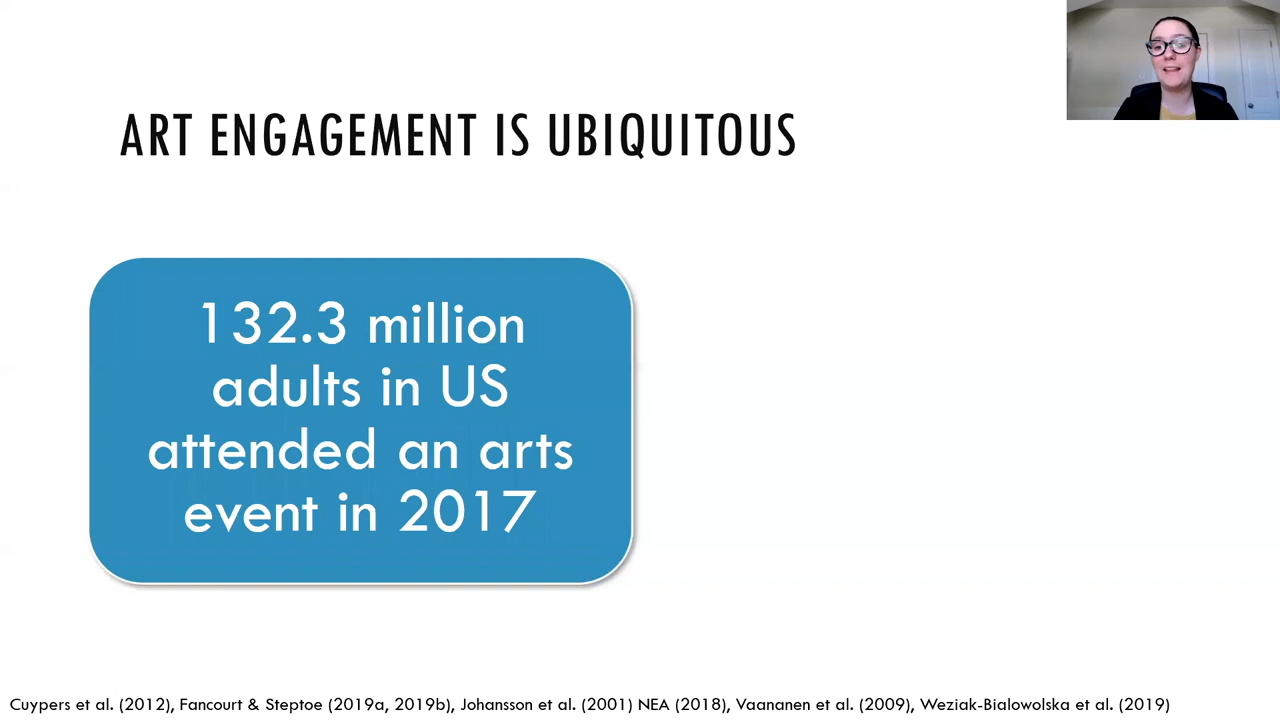 ART ENGAGEMENT IS UBIQUITOUS
132.3 million
adults in US
attended an arts
event in 2017
Cuypers et al. (2012), Fancourt & Steptoe (2019a, 2019b), Johansson et al. (2001) NEA (2018), Vaananen et al. (2009), Weziak-Bialowolska et al. (2019)